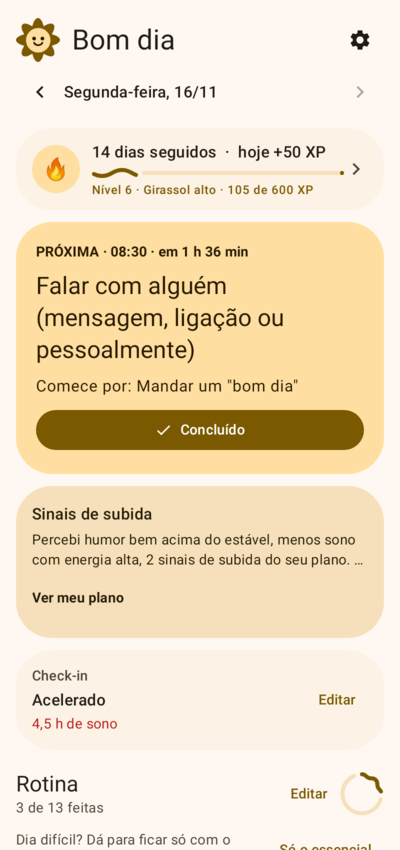 Bom dia
Segunda-feira, 16/11
14 dias seguidos · hoje +50 XP
Nível 6 · Girassol alto · 105 de 600 XP
PRÓXIMA · 08:30 · em 1 h 36 min
Falar com alguém
(mensagem, ligação ou
pessoalmente)
Comece por: Mandar um "bom dia"
Concluído
Sinais de subida
Percebi humor bem acima do estável, menos sono
com energia alta, 2 sinais de subida do seu plano. …
Ver meu plano
Check-in
Acelerado
Editar
4,5 h de sono
Rotina
Editar
3 de 13 feitas
Dia difícil? Dá para ficar só com o
Só o essencial